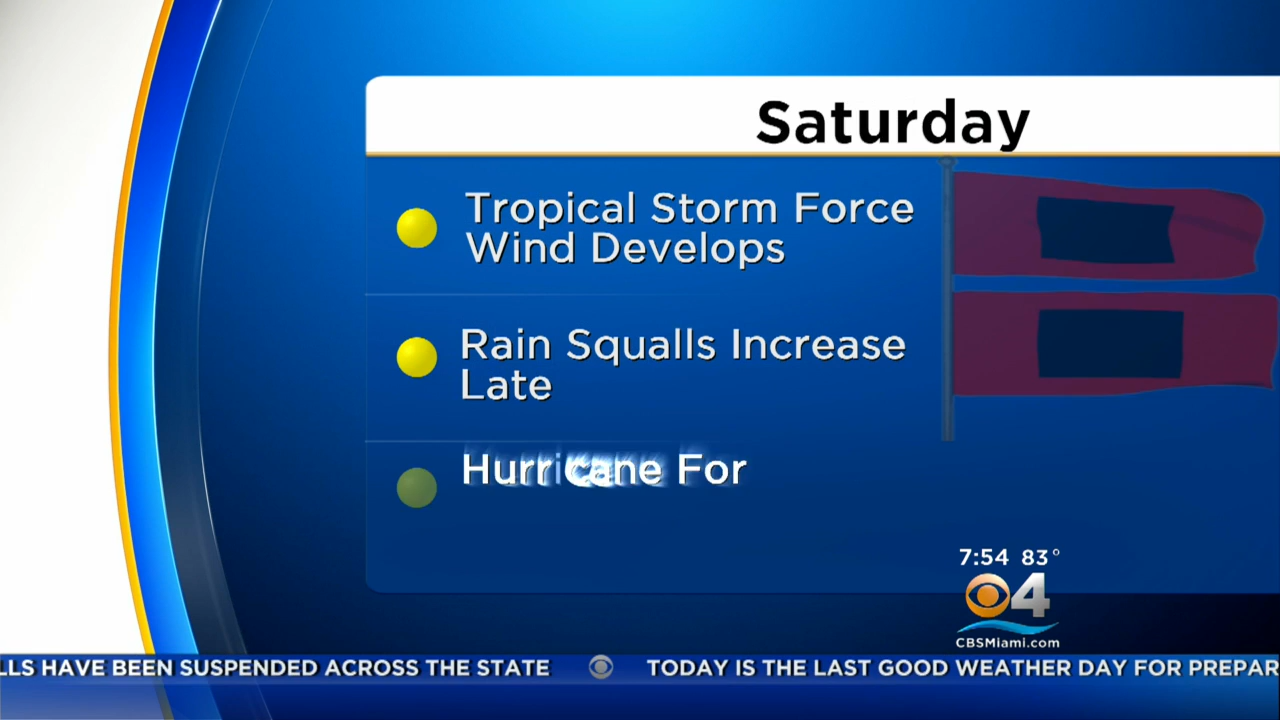 Saturday
Tropical Storm Force
Wind Develops
Rain Squalls Increase
Late
Hurricane For
7:54 83°
4
CBSMiami.com
LLS HAVE BEEN SUSPENDED ACROSS THE STATE TODAY IS THE LAST GOOD WEATHER DAY FOR PREPAR